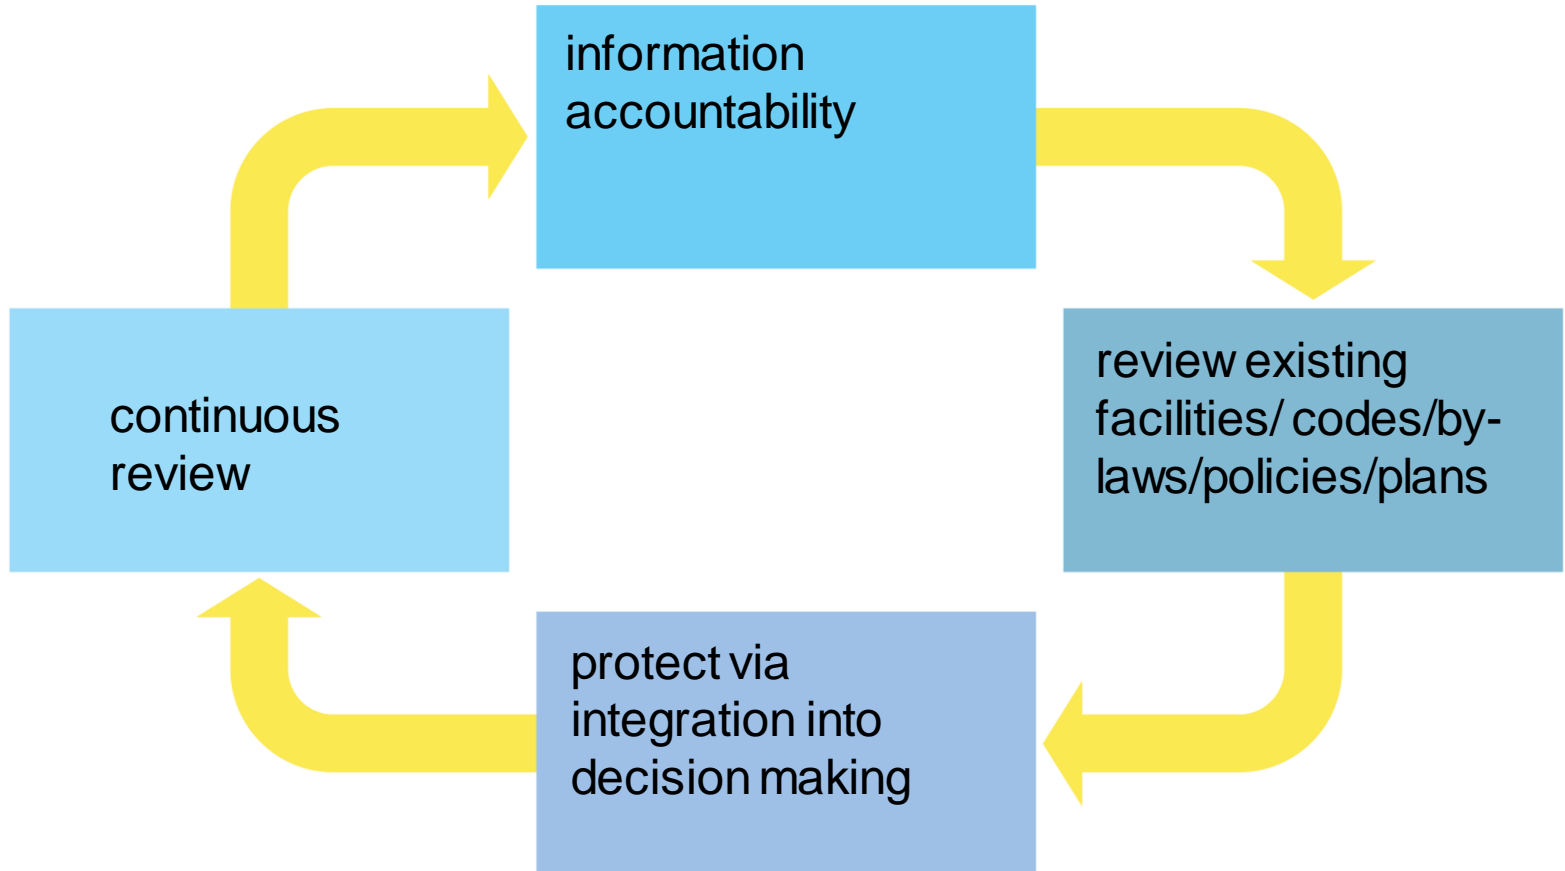 information
accountability
review existing
facilities/ codes/by-
laws/policies/plans
protect via
integration into
decision making
continuous
review